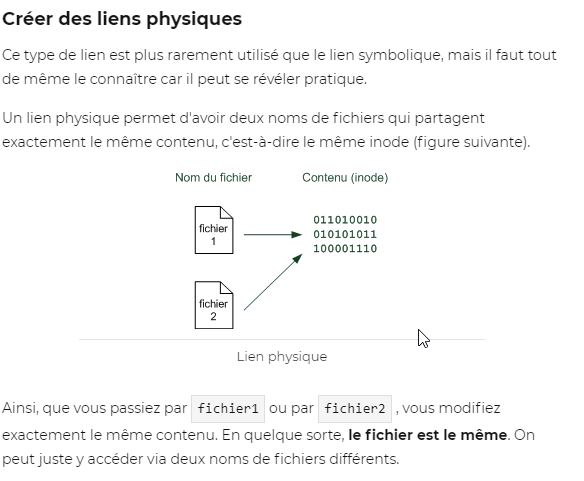 Créer des liens physiques
Ce type de lien est plus rarement utilisé que le lien symbolique, mais il faut tout
de même le connaître car il peut se révéler pratique.
Un lien physique permet d'avoir deux noms de fichiers qui partagent
exactement le même contenu, c'est-à-dire le même inode (figure suivante).
Nom du fichier Contenu (inode)
fichier
1
011010010
010101011
100001110
fichier
2
Lien physique
Ainsi, que vous passiez par fichier1 ou par fichier2 , vous modifiez
exactement le même contenu. En quelque sorte, le fichier est le même. On
peut juste y accéder via deux noms de fichiers différents.